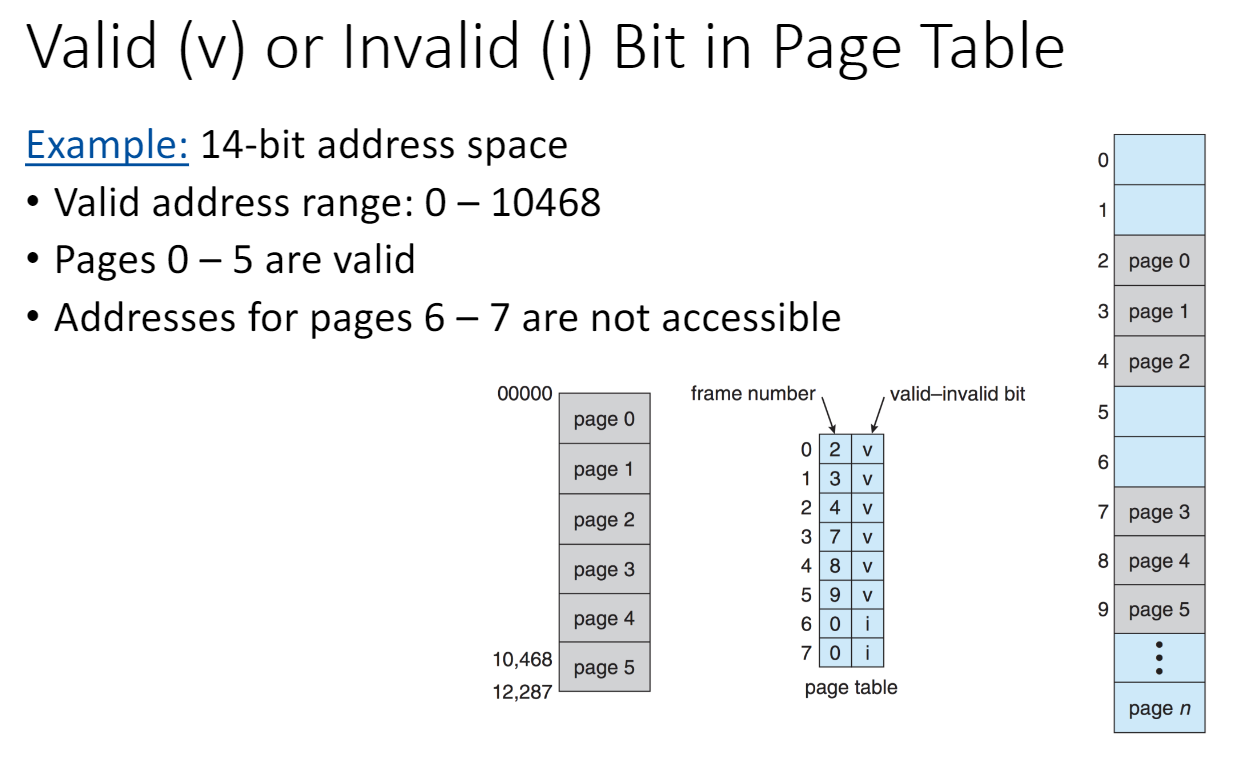 Valid (v) or Invalid (i) Bit in Page Table
Example: 14-bit address space
• Valid address range: 0 – 10468
• Pages 0 – 5 are valid
• Addresses for pages 6 – 7 are not accessible
00000
page 0
page 1
page 2
page 3
page 4
10,468
page 5
12,287
frame number
valid–invalid bit
0 2 v
1 3 v
2 4 v
3 7 v
4 8 v
5 9 v
6 0 i
7 0 i
page table
0
1
2 page 0
3 page 1
4 page 2
5
6
7 page 3
8 page 4
9 page 5
page n